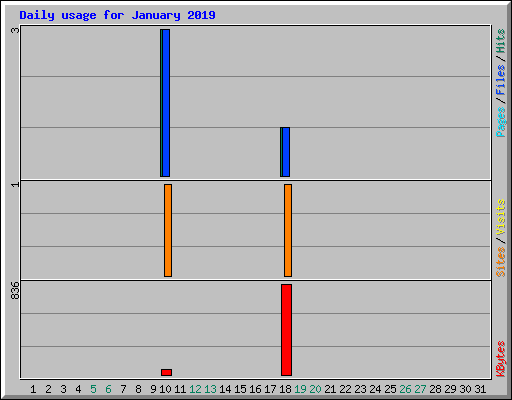 Daily usage for January 2019
3
Pages / Files / Hits
1
Sites / Visits
836
KBytes
1 2 3 4 5 6 7 8 9 10 11 12 13 14 15 16 17 18 19 20 21 22 23 24 25 26 27 28 29 30 31